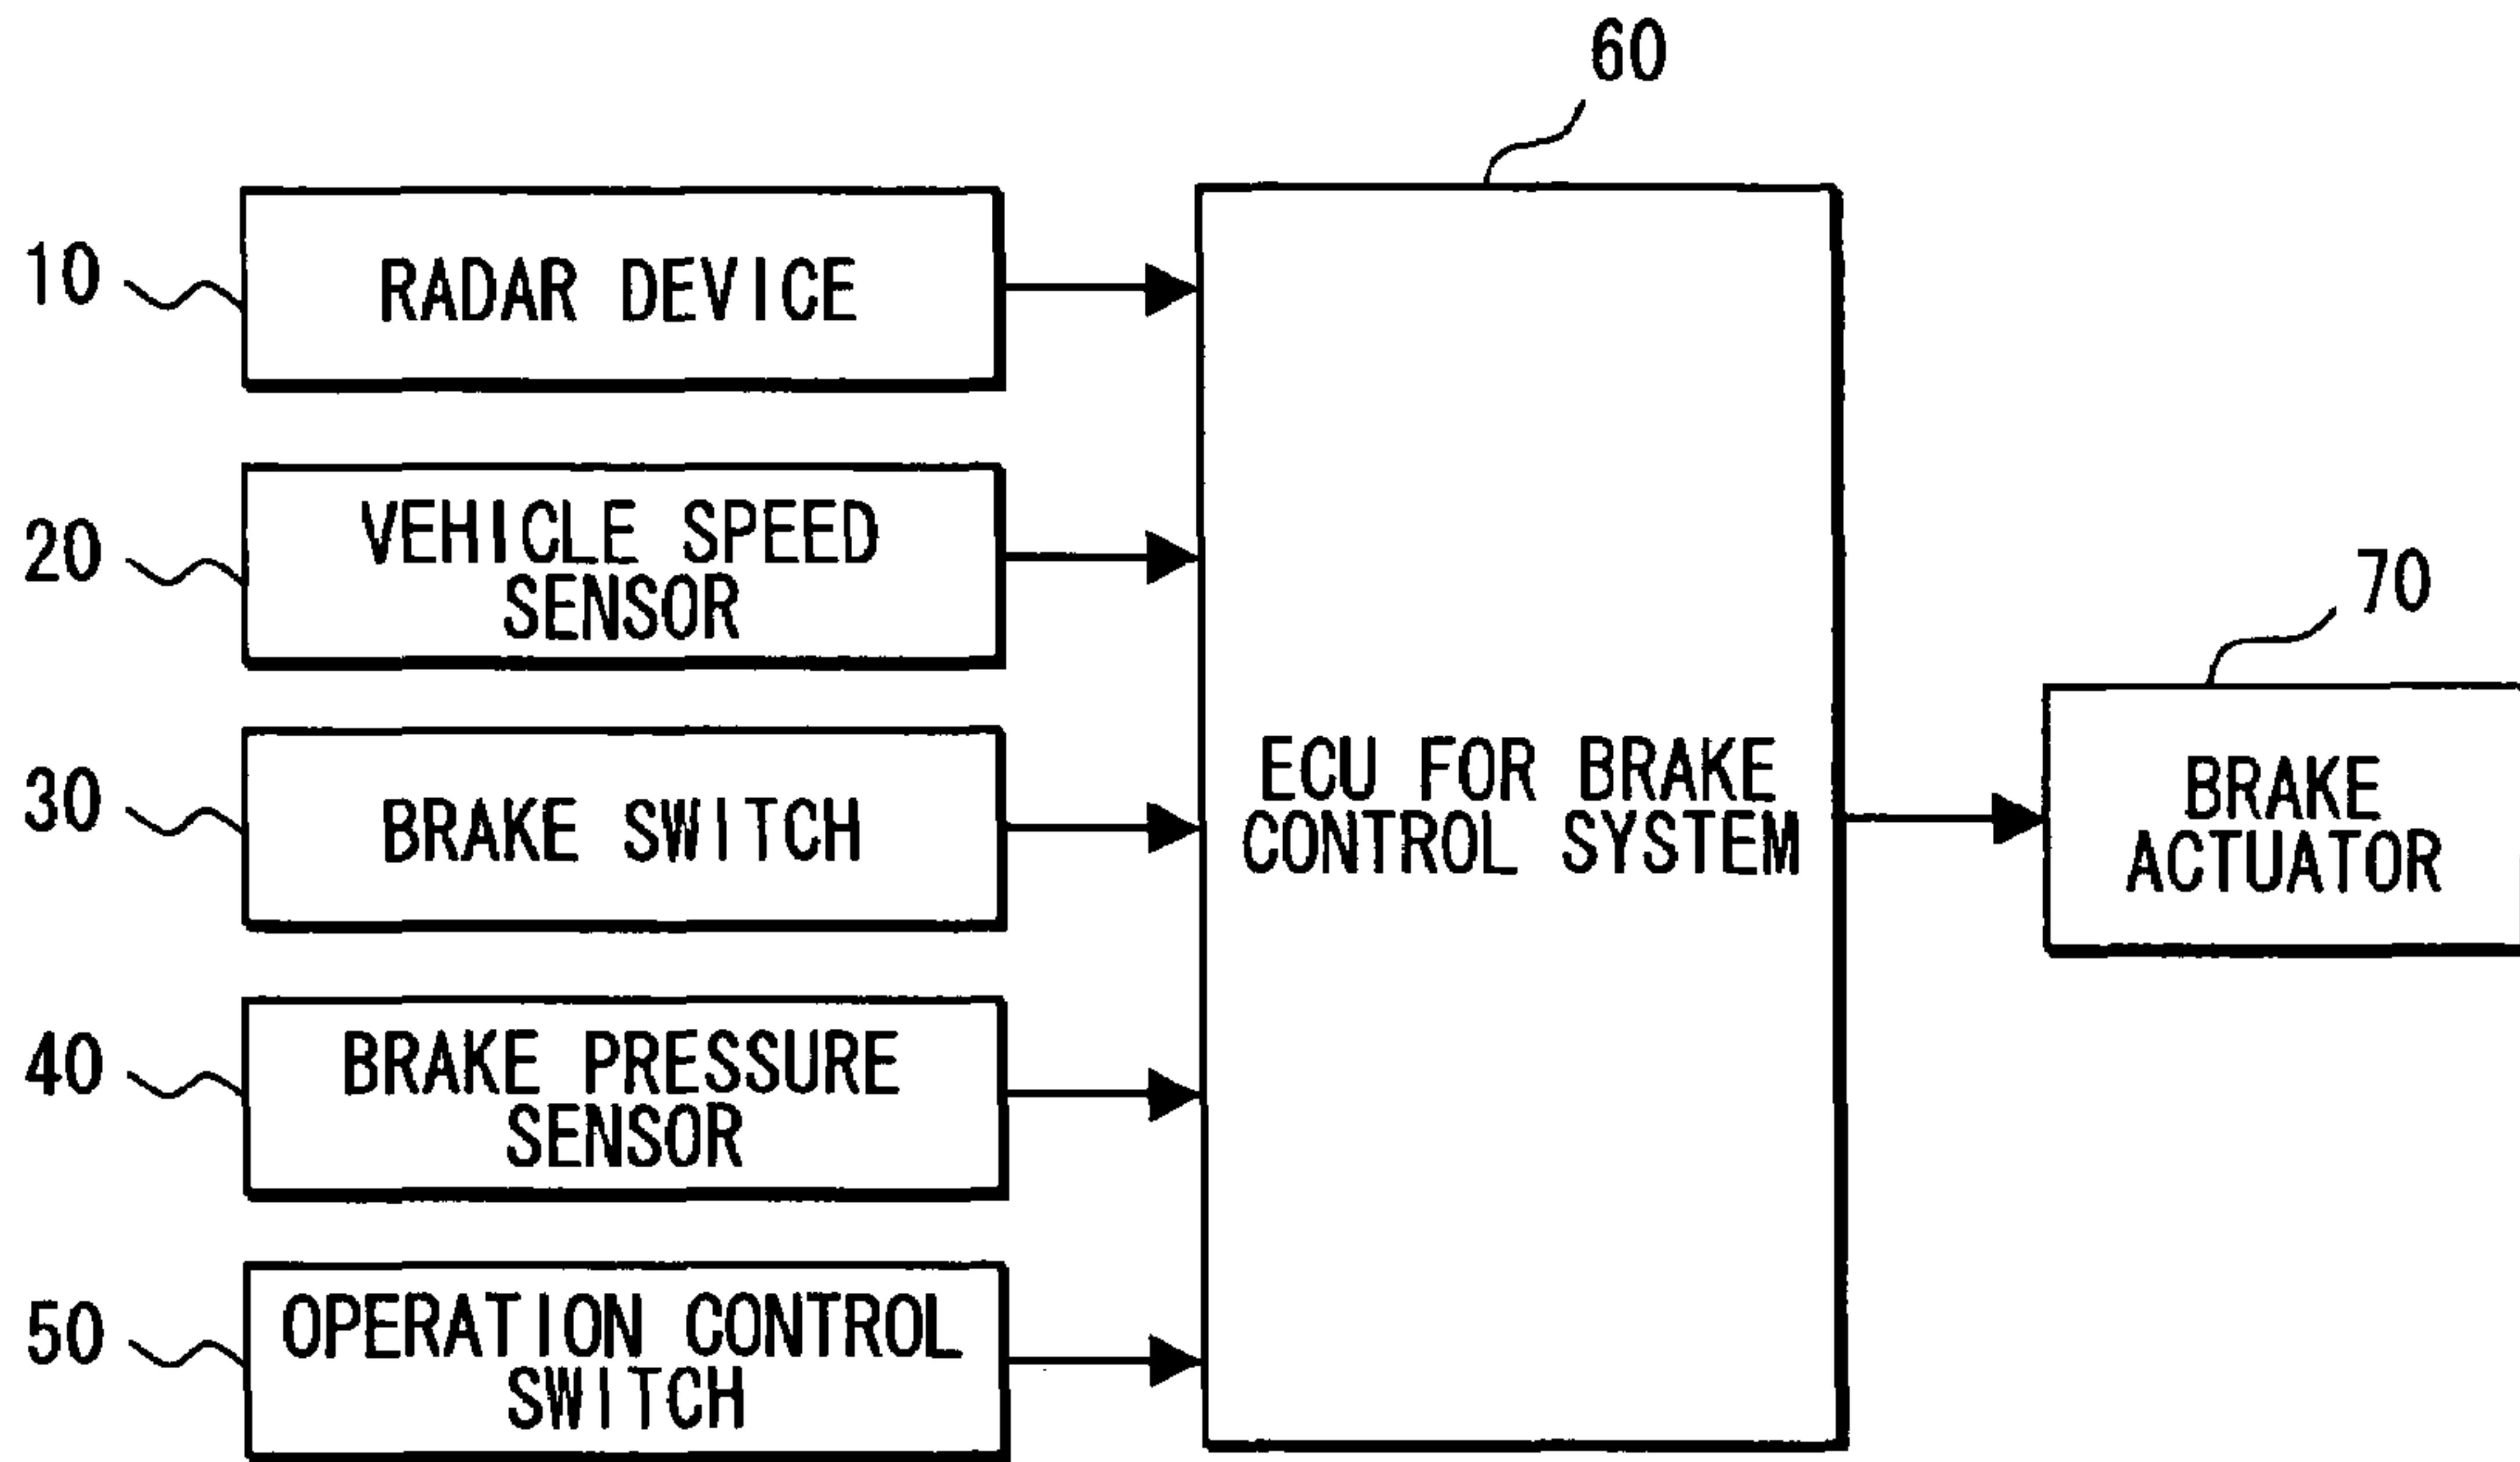 60
10
RADAR DEVICE
20
VEHICLE SPEED
SENSOR
30
BRAKE SWITCH
40
BRAKE PRESSURE
SENSOR
50
OPERATION CONTROL
SWITCH
ECU FOR BRAKE
CONTROL SYSTEM
70
BRAKE
ACTUATOR